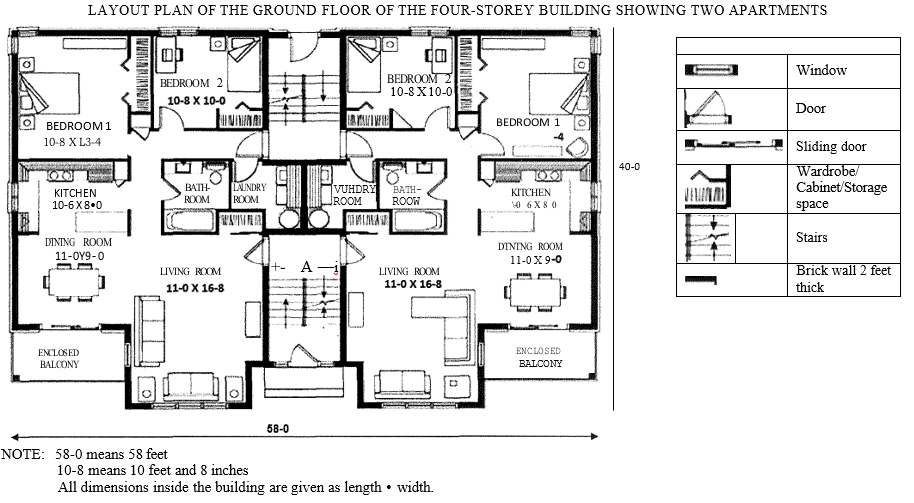 LAYOUT PLAN OF THE GROUND FLOOR OF THE FOUR-STOREY BUILDING SHOWING TWO APARTMENTS
BEDROOM 2
10-8 X 10-0
BEDROOM 2
10-8 X 10-0
BEDROOM 1
10-8 X L3-4
BEDROOM 1
-4
KITCHEN
10-6 X 8•0
BATH-
ROOM
LAUNDRY
ROOM
VUHDRY
ROOM
BATH-
ROOW
KITCHEN
\0 6 X 8 0
DINING ROOM
11-0Y9-0
LIVING ROOM
11-0 X 16-8
+- A —i
LIVING ROOM
11-0 X 16-8
DTNTING ROOM
11-0 X 9-0
ENCLOSED
BALCONY
ENCLOSED
BALCONY
40-0
58-0
Window
Door
Sliding door
Wardrobe/
Cabinet/Storage
space
Stairs
Brick wall 2 feet
thick
NOTE: 58-0 means 58 feet
10-8 means 10 feet and 8 inches
All dimensions inside the building are given as length • width.